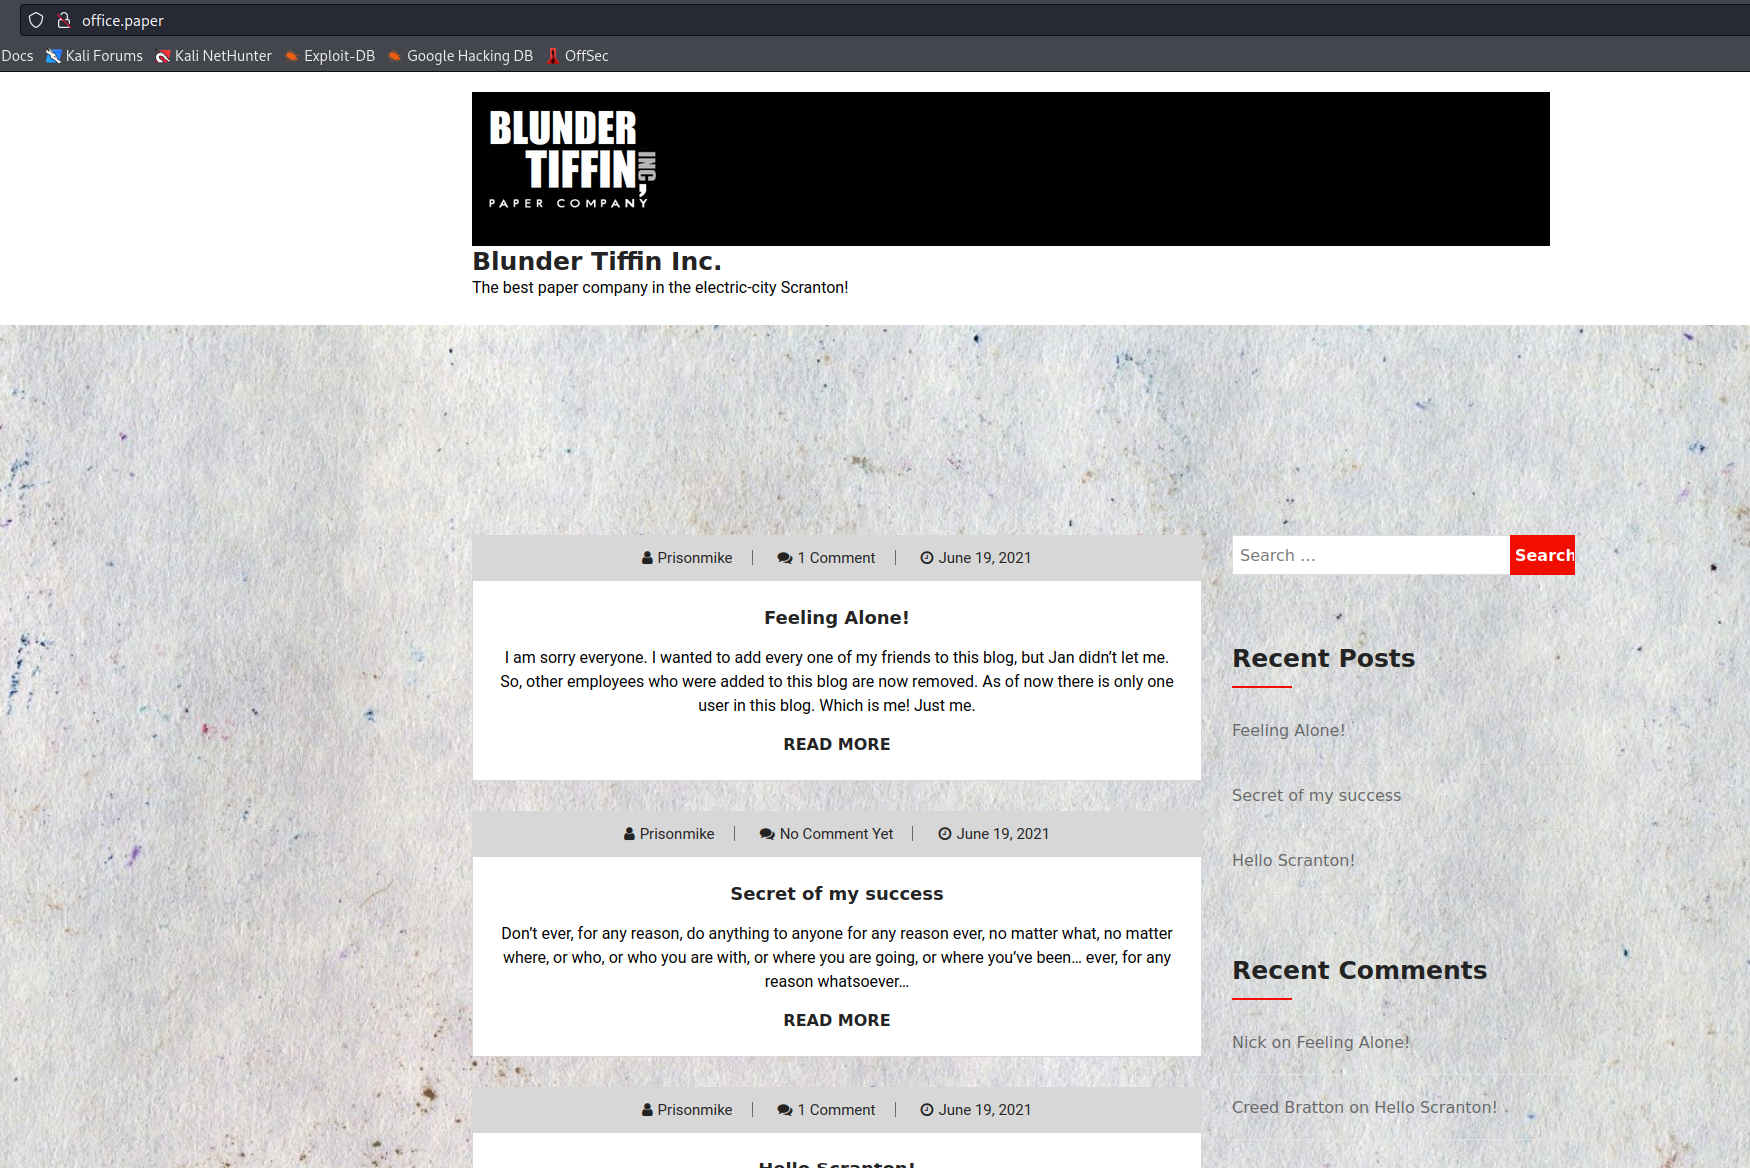 office.paper
Docs Kali Forums Kali NetHunter Exploit-DB Google Hacking DB OffSec
BLUNDER
TIFFIN,
INC
PAPER COMPANY
Blunder Tiffin Inc.
The best paper company in the electric-city Scranton!
Prisonmike 1 Comment June 19, 2021
Feeling Alone!
I am sorry everyone. I wanted to add every one of my friends to this blog, but Jan didn’t let me.
So, other employees who were added to this blog are now removed. As of now there is only one
user in this blog. Which is me! Just me.
READ MORE
Prisonmike No Comment Yet June 19, 2021
Secret of my success
Don’t ever, for any reason, do anything to anyone for any reason ever, no matter what, no matter
where, or who, or who you are with, or where you are going, or where you’ve been… ever, for any
reason whatsoever…
READ MORE
Prisonmike 1 Comment June 19, 2021
Hello Scranton!
Search …
Search
Recent Posts
Feeling Alone!
Secret of my success
Hello Scranton!
Recent Comments
Nick on Feeling Alone!
Creed Bratton on Hello Scranton!